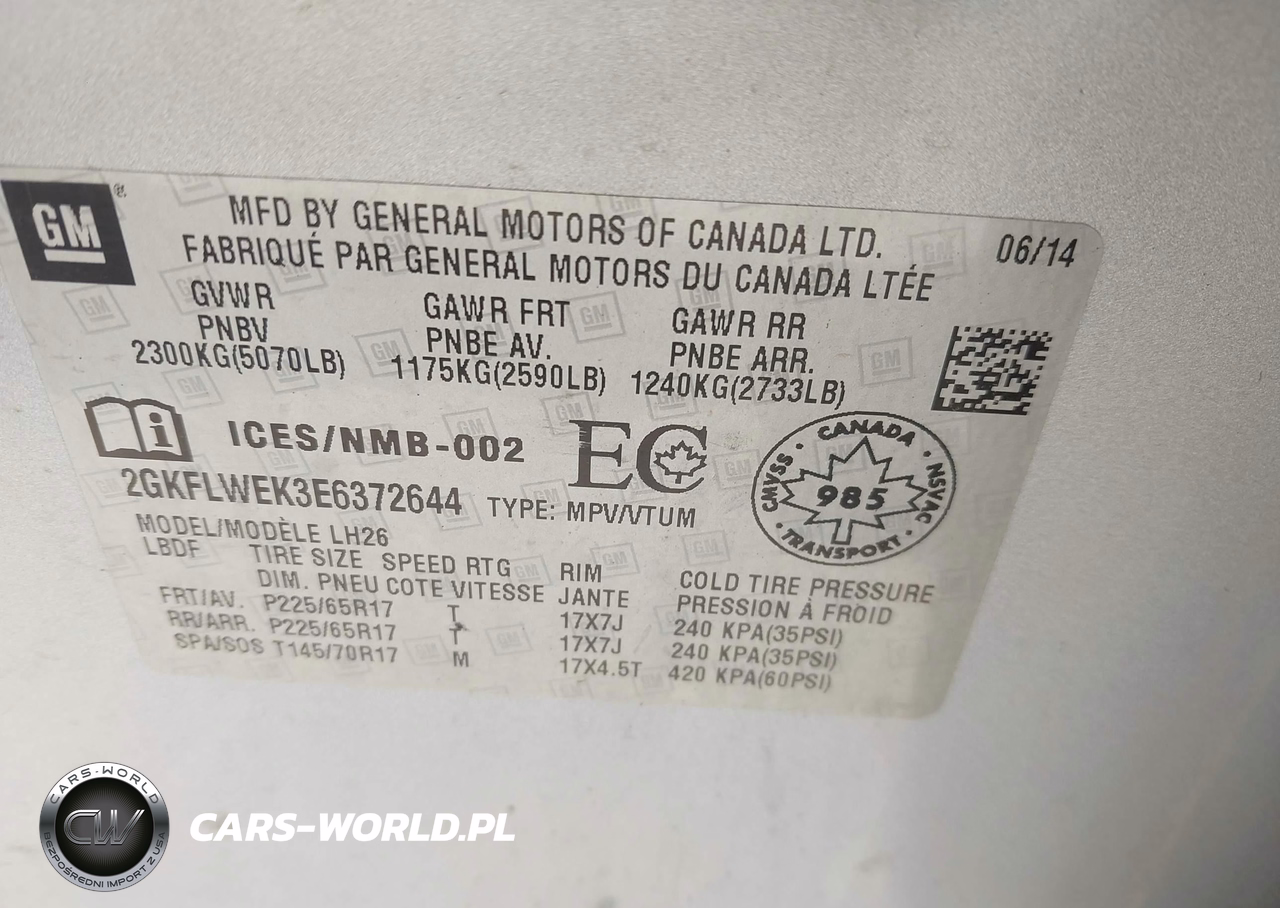 GM
MFD BY GENERAL MOTORS OF CANADA LTD. 06/14
FABRIQUÉ PAR GENERAL MOTORS DU CANADA LTÉE
GVWR GAWR FRT GAWR RR
PNBV PNBE AV. PNBE ARR.
2300KG(5070LB) 1175KG(2590LB) 1240KG(2733LB)
ICES/NMB-002 EC
CANADA
CMVSS · 985 · NSVAC
· TRANSPORT ·
2GKFLWEK3E6372644 TYPE: MPV/VTUM
MODEL/MODÈLE LH26
LBDF TIRE SIZE SPEED RTG RIM COLD TIRE PRESSURE
DIM. PNEU COTE VITESSE JANTE PRESSION À FROID
FRT/AV. P225/65R17 T 17X7J 240 KPA(35PSI)
RR/ARR. P225/65R17 T 17X7J 240 KPA(35PSI)
SPA/SOS T145/70R17 M 17X4.5T 420 KPA(60PSI)
CARS-WORLD
CW
BEZPOŚREDNI IMPORT Z USA
CARS-WORLD.PL